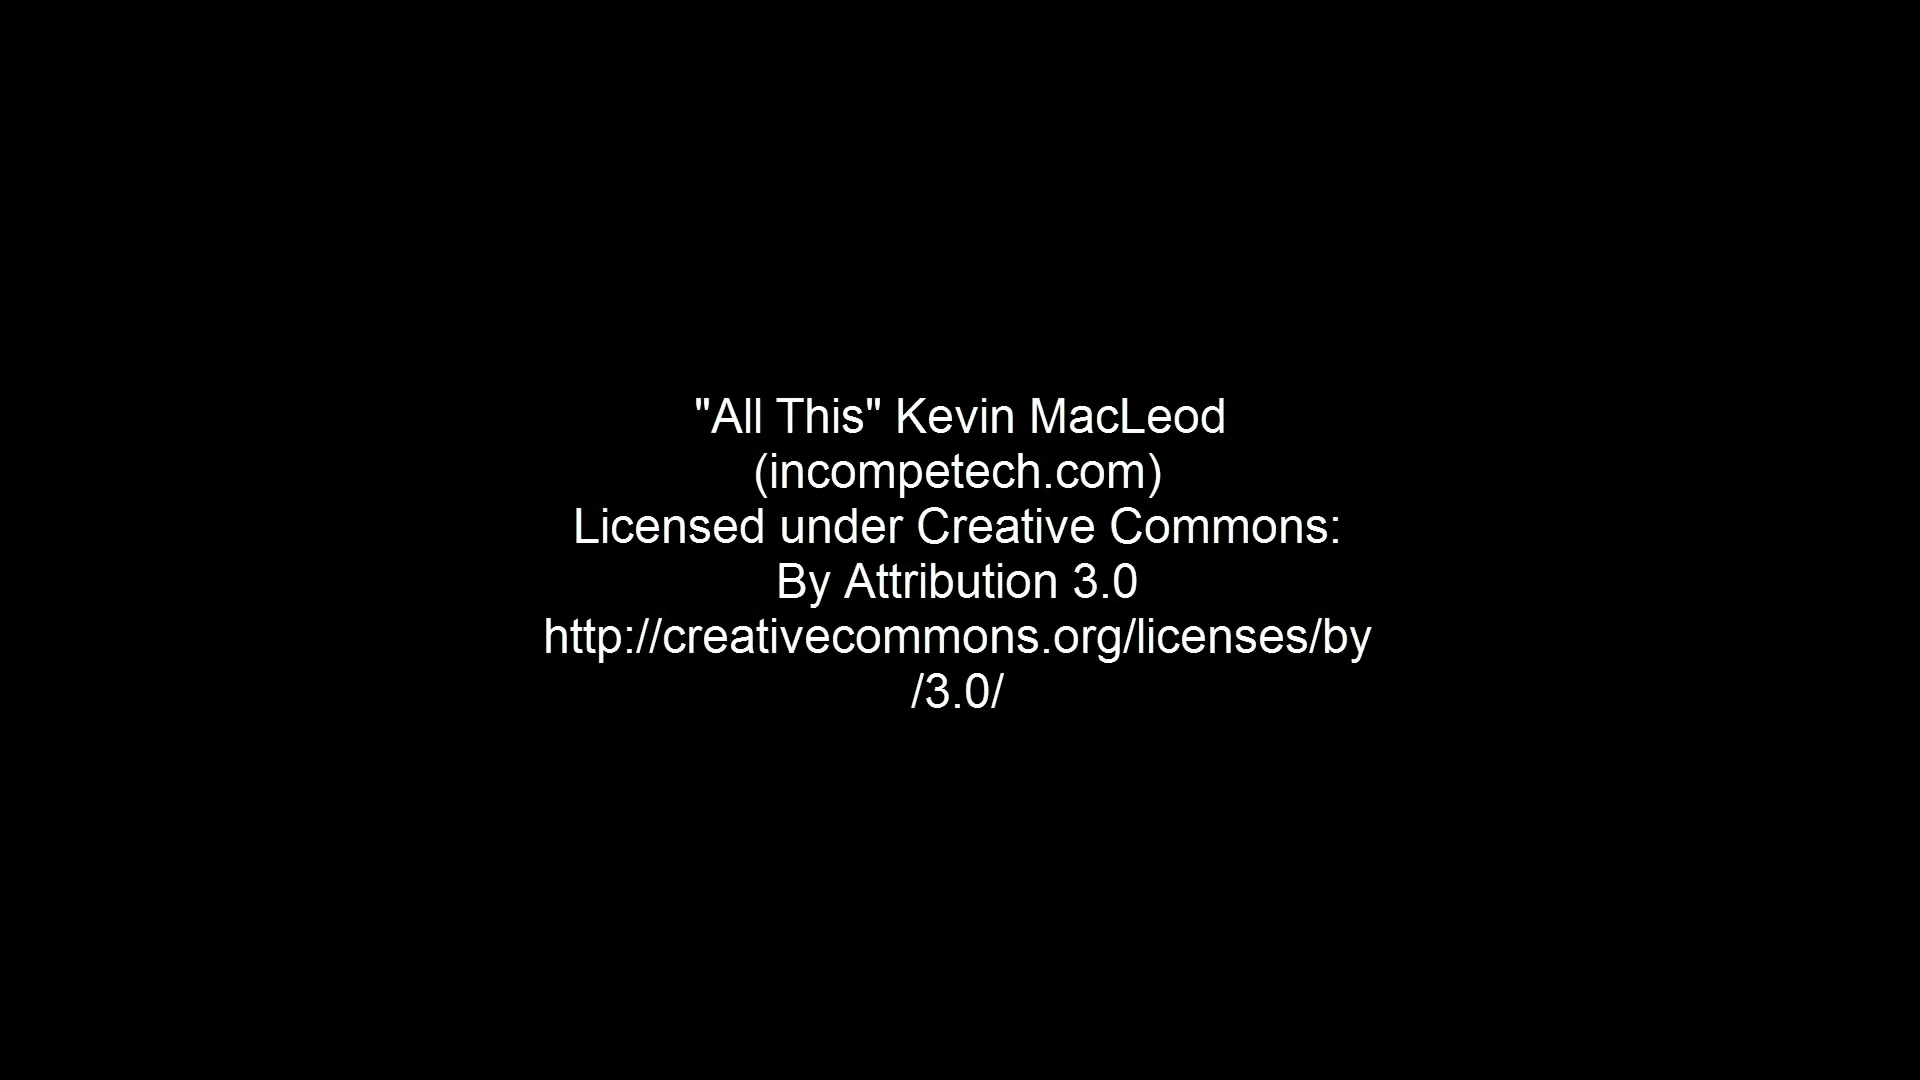 "All This" Kevin MacLeod
(incompetech.com)
Licensed under Creative Commons:
By Attribution 3.0
http://creativecommons.org/licenses/by
/3.0/